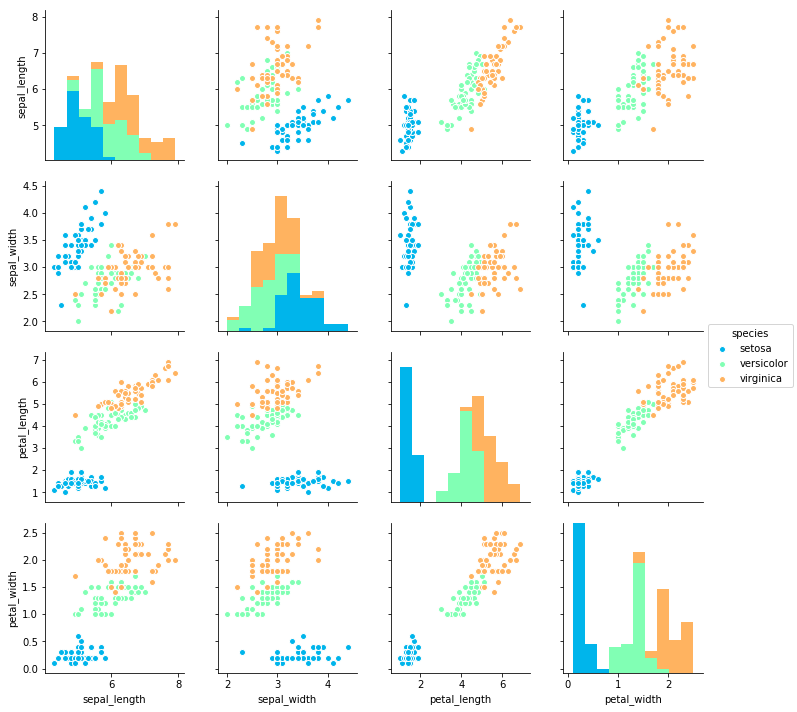 8
7
6
5
sepal_length
4.5
4.0
3.5
3.0
2.5
2.0
sepal_width
species
setosa
versicolor
virginica
7
6
5
4
3
2
1
petal_length
2.5
2.0
1.5
1.0
0.5
0.0
petal_width
6 8
sepal_length
2 3 4
sepal_width
2 4 6
petal_length
0 1 2
petal_width